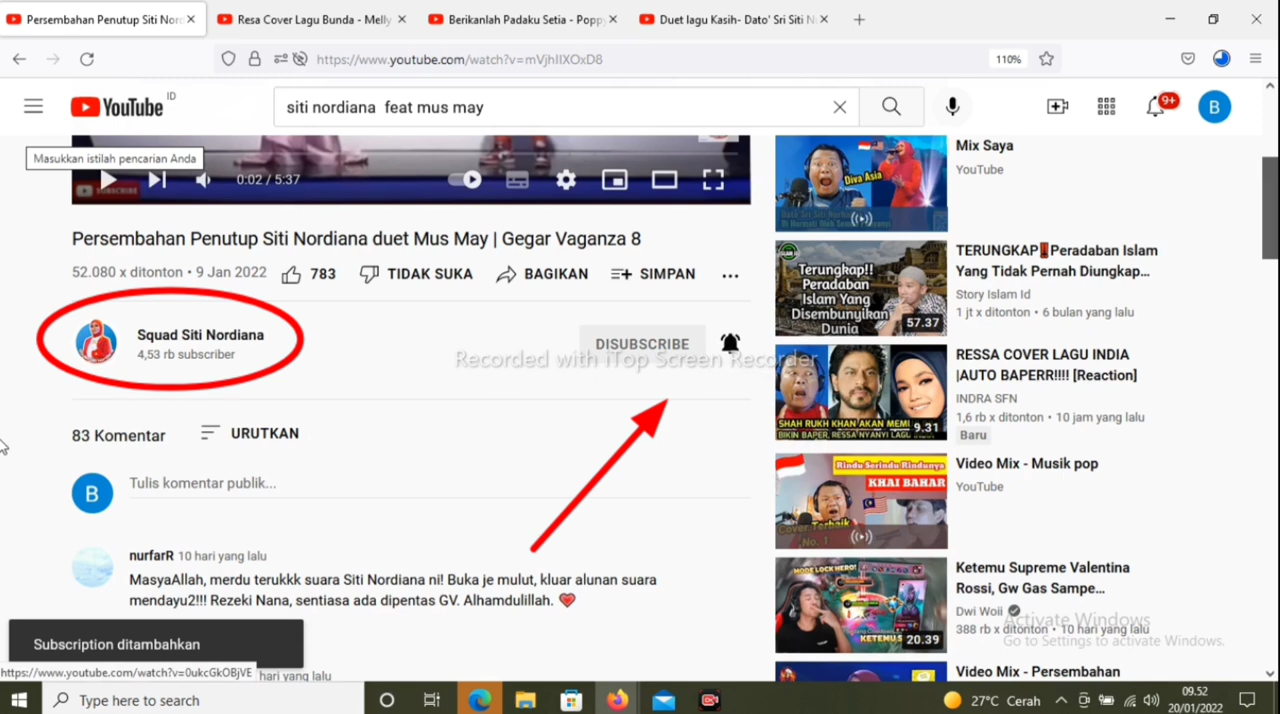 Persembahan Penutup Siti Nord
Resa Cover Lagu Bunda - Melly
Berikanlah Padaku Setia - Poppy
Duet lagu Kasih- Dato' Sri Siti N
https://www.youtube.com/watch?v=mVjhIIXOxD8
110%
YouTube ID
siti nordiana feat mus may
9+
B
Masukkan istilah pencarian Anda
SUBSCRIBE
0:02 / 5:37
Persembahan Penutup Siti Nordiana duet Mus May | Gegar Vaganza 8
52.080 x ditonton • 9 Jan 2022
783
TIDAK SUKA
BAGIKAN
SIMPAN
Squad Siti Nordiana
4,53 rb subscriber
DISUBSCRIBE
Recorded with iTop Screen Recorder
83 Komentar
URUTKAN
B
Tulis komentar publik...
nurfarR 10 hari yang lalu
MasyaAllah, merdu terukkk suara Siti Nordiana ni! Buka je mulut, kluar alunan suara
mendayu2!!! Rezeki Nana, sentiasa ada dipentas GV. Alhamdulillah.
Subscription ditambahkan
https://www.youtube.com/watch?v=0ukcGkOBjVE
hari yang lalu
Diva Asia
Mix Saya
YouTube
Terungkap!!
Peradaban
Islam Yang
Disembunyikan
Dunia
57.37
TERUNGKAP Peradaban Islam
Yang Tidak Pernah Diungkap...
Story Islam Id
1 jt x ditonton • 6 bulan yang lalu
SHAH RUKH KHAN AKAN MEMI
BIKIN BAPER, RESSA NYANYI LAGU
9.31
RESSA COVER LAGU INDIA
|AUTO BAPERR!!!! [Reaction]
INDRA SFN
1,6 rb x ditonton • 10 jam yang lalu
Baru
Rindu Serindu Rindunya
KHAI BAHAR
Cover Terbaik
No. 1
Video Mix - Musik pop
YouTube
MODE LOCK HERO!
KETEMU S
20.39
Ketemu Supreme Valentina
Rossi, Gw Gas Sampe...
Dwi Woii
388 rb x ditonton • 10 hari yang lalu
Activate Windows
Go to Settings to activate Windows.
Video Mix - Persembahan
Type here to search
27°C Cerah
09.52
20/01/2022